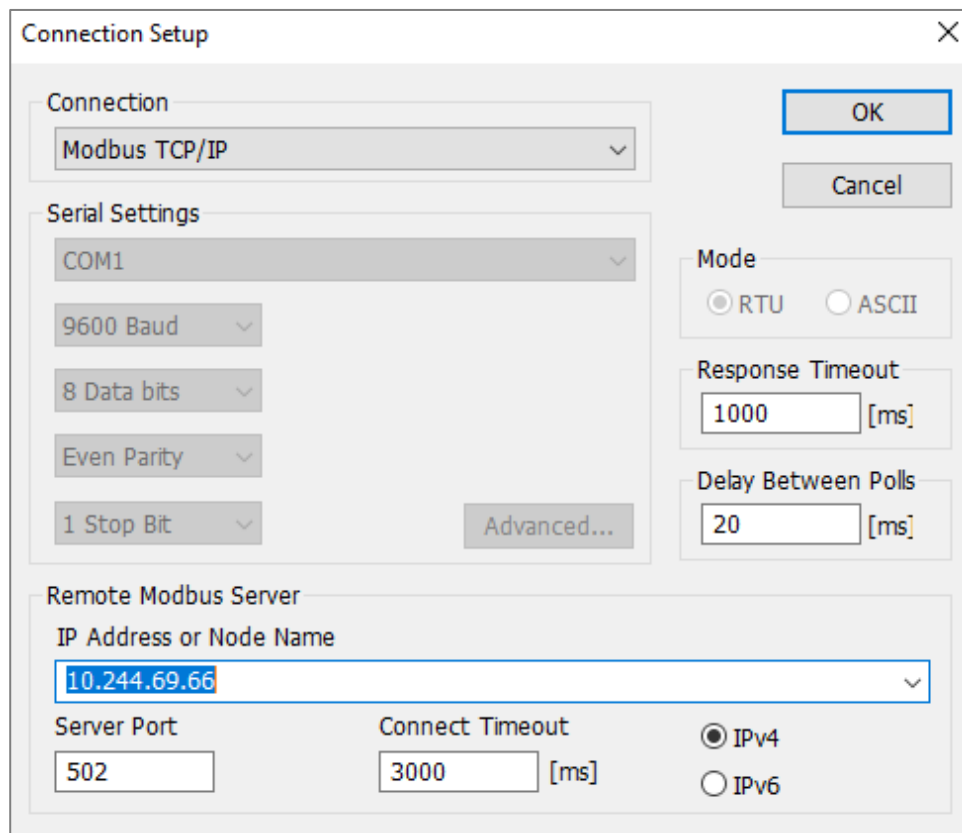 Connection Setup
Connection
Modbus TCP/IP
OK
Cancel
Serial Settings
COM1
9600 Baud
8 Data bits
Even Parity
1 Stop Bit
Advanced...
Mode
RTU
ASCII
Response Timeout
1000 [ms]
Delay Between Polls
20 [ms]
Remote Modbus Server
IP Address or Node Name
10.244.69.66
Server Port
502
Connect Timeout
3000 [ms]
IPv4
IPv6